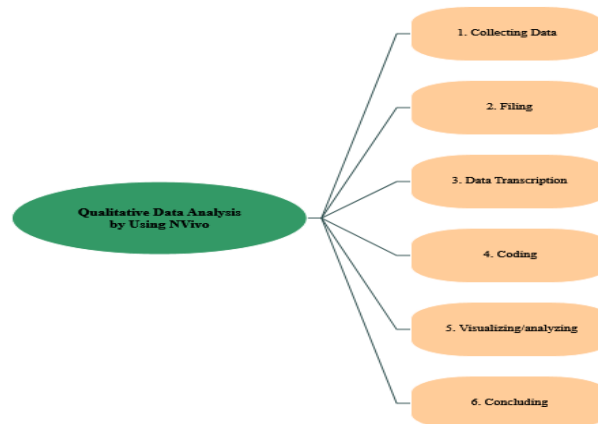 Qualitative Data Analysis
by Using NVivo
1. Collecting Data
2. Filing
3. Data Transcription
4. Coding
5. Visualizing/analyzing
6. Concluding